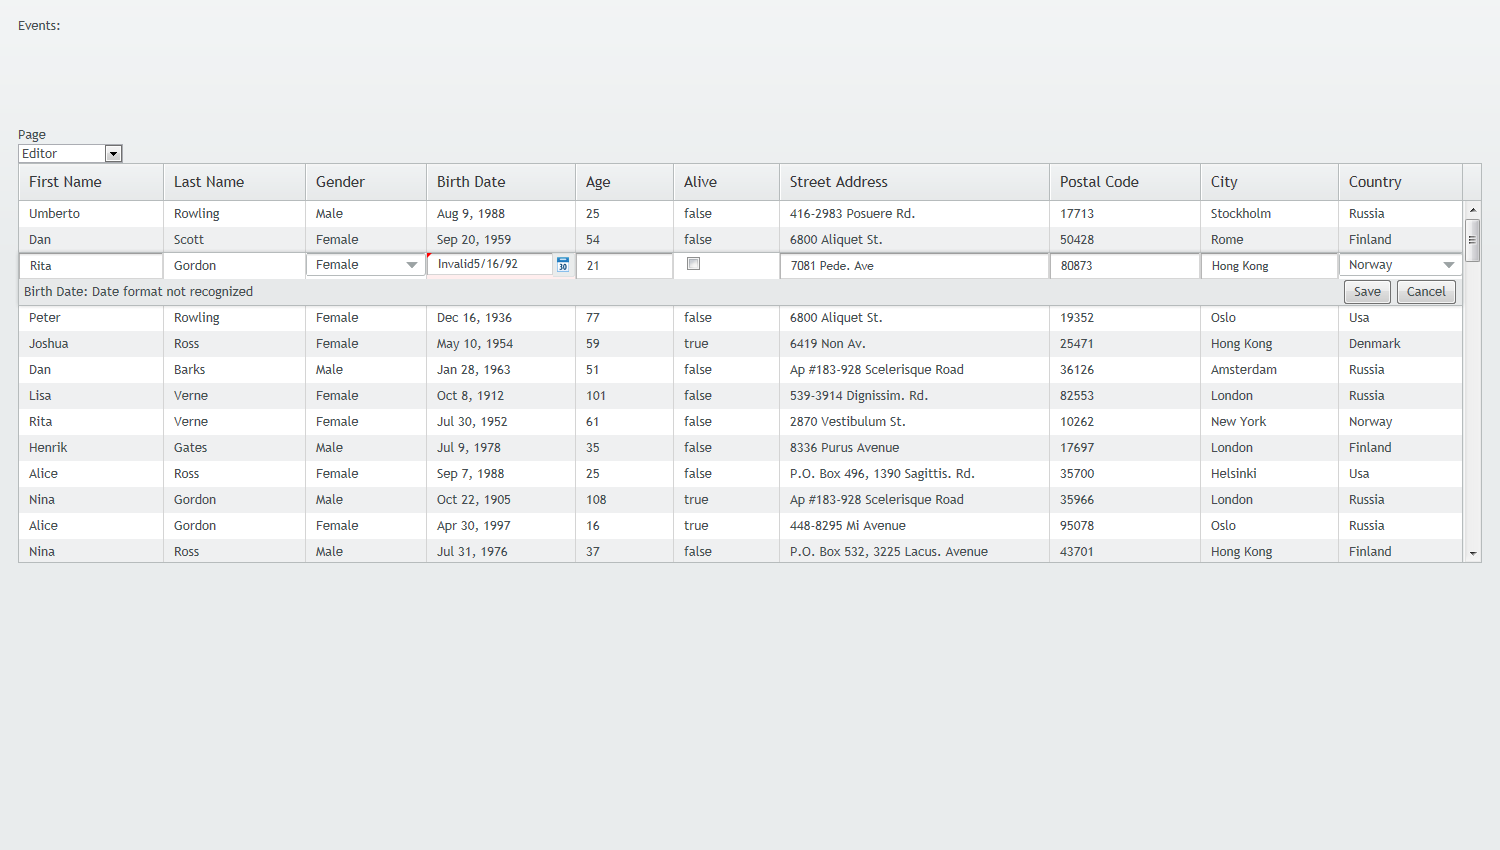 Events:
Page
Editor
First Name Last Name Gender Birth Date Age Alive Street Address Postal Code City Country
Umberto Rowling Male Aug 9, 1988 25 false 416-2983 Posuere Rd. 17713 Stockholm Russia
Dan Scott Female Sep 20, 1959 54 false 6800 Aliquet St. 50428 Rome Finland
Rita Gordon Female Invalid5/16/92 30 21 7081 Pede. Ave 80873 Hong Kong Norway
Birth Date: Date format not recognized Save Cancel
Peter Rowling Female Dec 16, 1936 77 false 6800 Aliquet St. 19352 Oslo Usa
Joshua Ross Female May 10, 1954 59 true 6419 Non Av. 25471 Hong Kong Denmark
Dan Barks Male Jan 28, 1963 51 false Ap #183-928 Scelerisque Road 36126 Amsterdam Russia
Lisa Verne Female Oct 8, 1912 101 false 539-3914 Dignissim. Rd. 82553 London Russia
Rita Verne Female Jul 30, 1952 61 false 2870 Vestibulum St. 10262 New York Norway
Henrik Gates Male Jul 9, 1978 35 false 8336 Purus Avenue 17697 London Finland
Alice Ross Female Sep 7, 1988 25 false P.O. Box 496, 1390 Sagittis. Rd. 35700 Helsinki Usa
Nina Gordon Male Oct 22, 1905 108 true Ap #183-928 Scelerisque Road 35966 London Russia
Alice Gordon Female Apr 30, 1997 16 true 448-8295 Mi Avenue 95078 Oslo Russia
Nina Ross Male Jul 31, 1976 37 false P.O. Box 532, 3225 Lacus. Avenue 43701 Hong Kong Finland